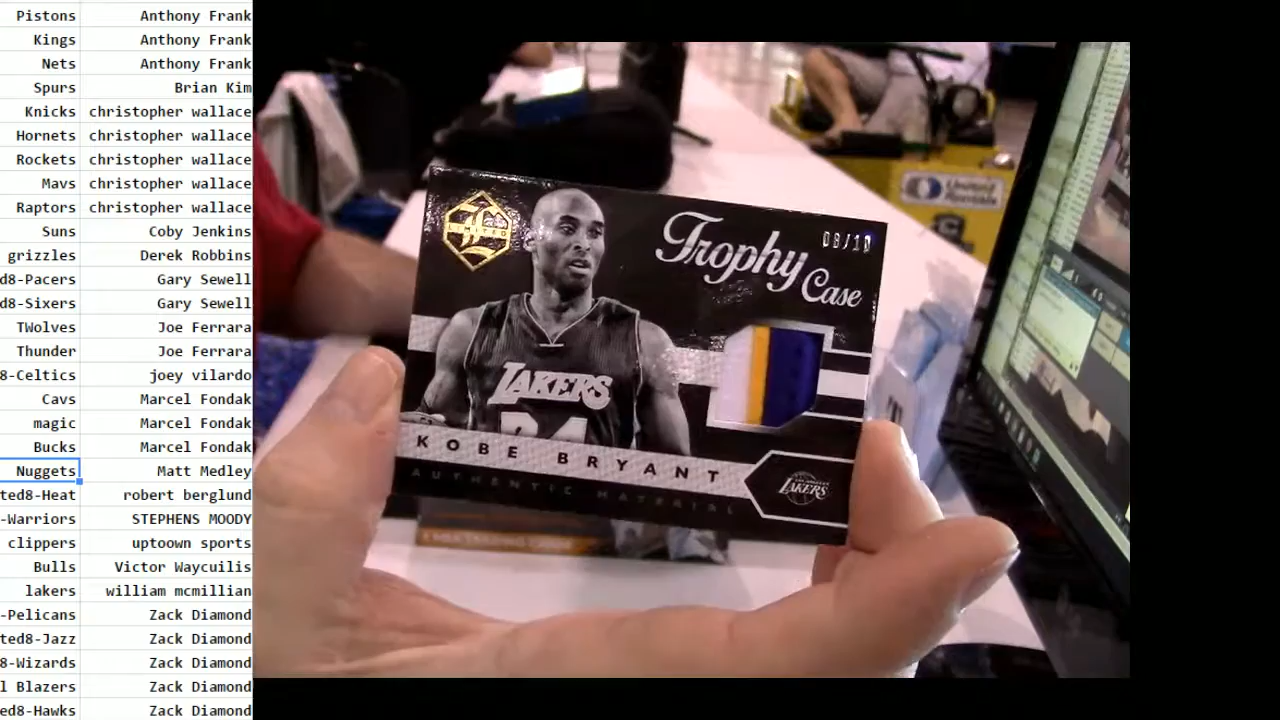 Pistons Anthony Frank
Kings Anthony Frank
Nets Anthony Frank
Spurs Brian Kim
Knicks christopher wallace
Hornets christopher wallace
Rockets christopher wallace
Mavs christopher wallace
Raptors christopher wallace
Suns Coby Jenkins
grizzles Derek Robbins
d8-Pacers Gary Sewell
d8-Sixers Gary Sewell
TWolves Joe Ferrara
Thunder Joe Ferrara
8-Celtics joey vilardo
Cavs Marcel Fondak
magic Marcel Fondak
Bucks Marcel Fondak
Nuggets Matt Medley
ted8-Heat robert berglund
-Warriors STEPHENS MOODY
clippers uptoown sports
Bulls Victor Waycuilis
lakers william mcmillian
-Pelicans Zack Diamond
ted8-Jazz Zack Diamond
8-Wizards Zack Diamond
l Blazers Zack Diamond
ted8-Hawks Zack Diamond
LIMITED
Trophy Case
08/10
LAKERS
24
KOBE BRYANT
AUTHENTIC MATERIAL
LAKERS
United Rentals